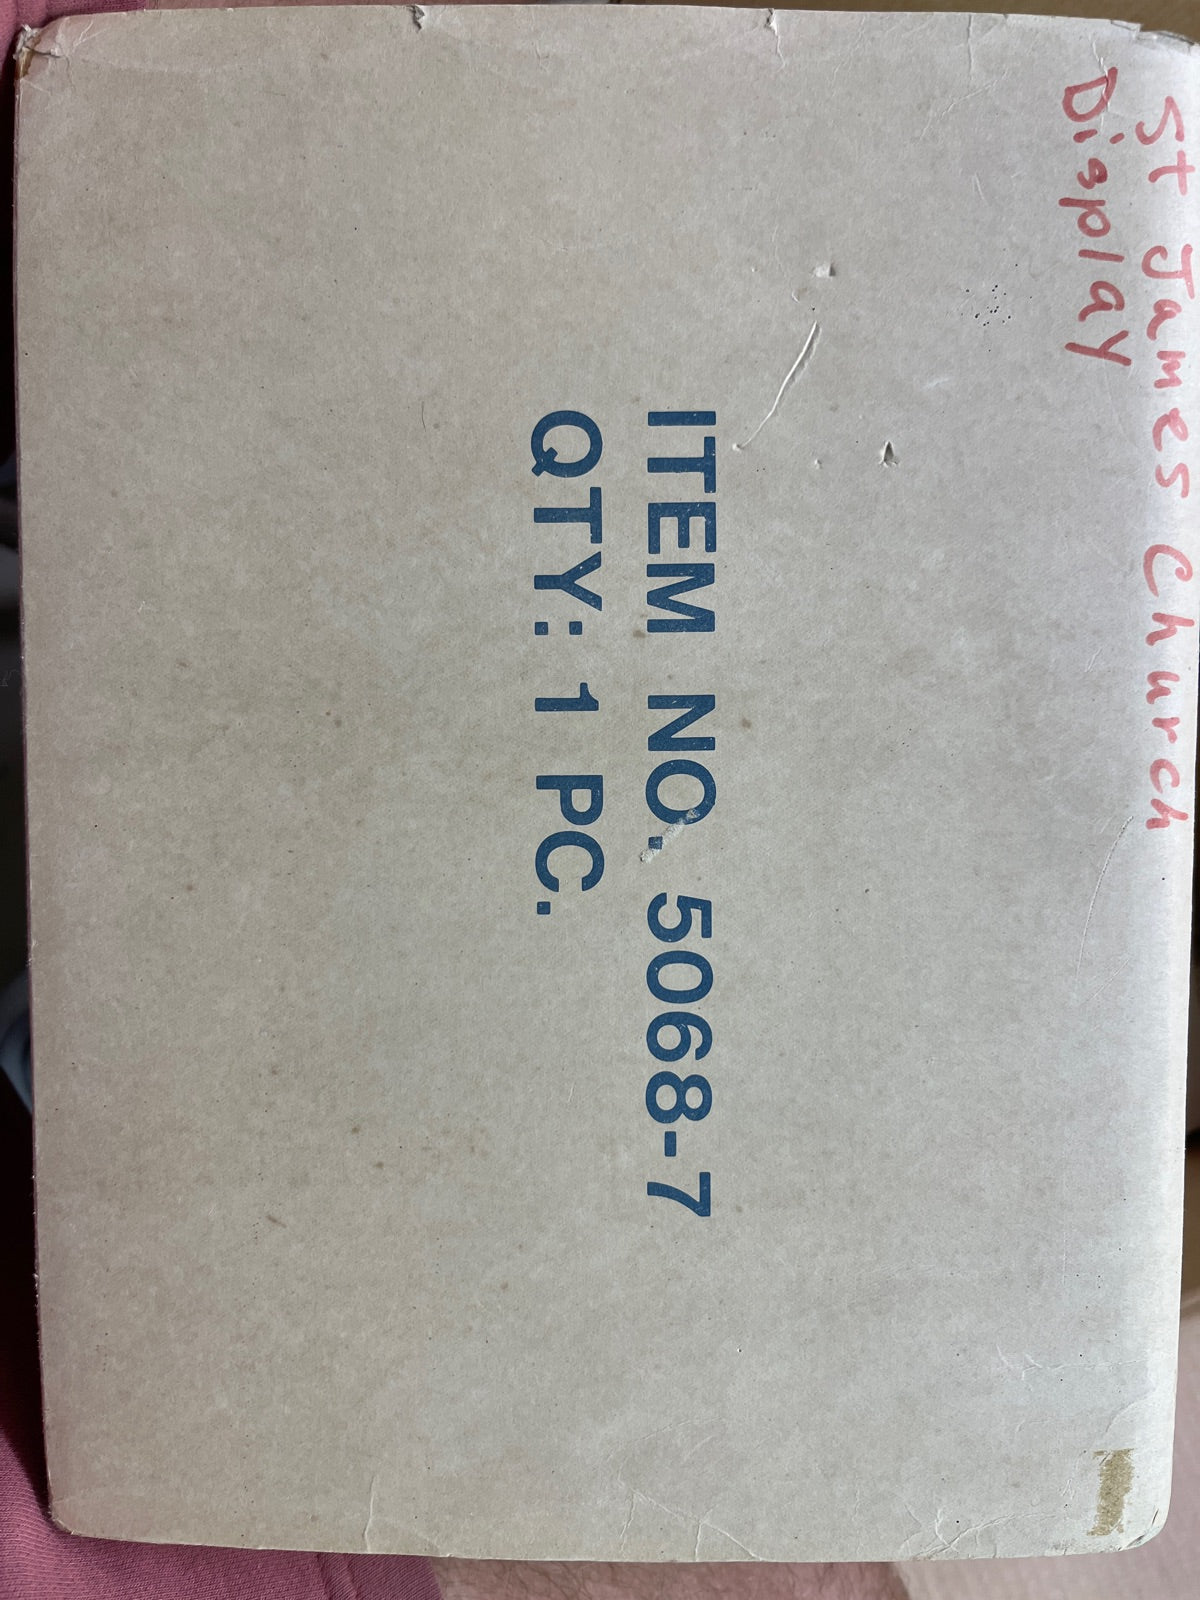 St James Church
Display
ITEM NO. 5068-7
QTY: 1 PC.